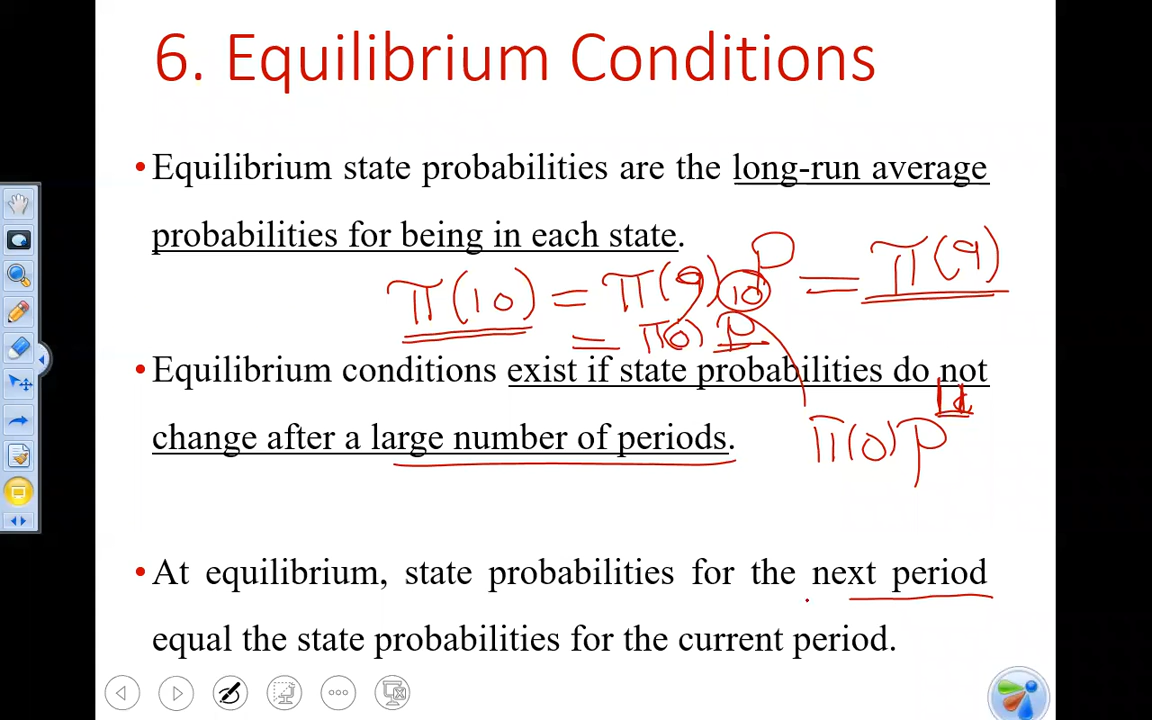 6. Equilibrium Conditions
•Equilibrium state probabilities are the long-run average
probabilities for being in each state.
π(10) = π(9) P = π(9)
= π(0) P 10
•Equilibrium conditions exist if state probabilities do not
change after a large number of periods.
π(0) P
•At equilibrium, state probabilities for the next period
equal the state probabilities for the current period.